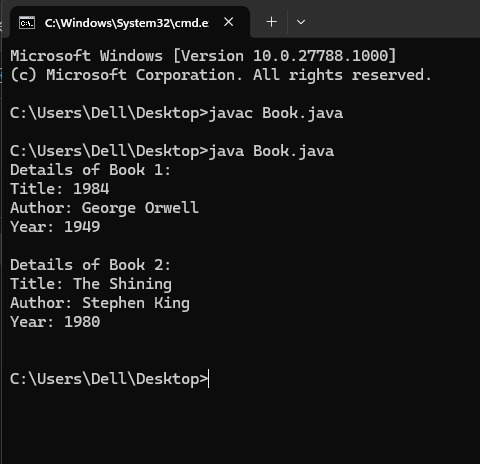 C:\Windows\System32\cmd.e
Microsoft Windows [Version 10.0.27788.1000]
(c) Microsoft Corporation. All rights reserved.
C:\Users\Dell\Desktop>javac Book.java
C:\Users\Dell\Desktop>java Book.java
Details of Book 1:
Title: 1984
Author: George Orwell
Year: 1949
Details of Book 2:
Title: The Shining
Author: Stephen King
Year: 1980
C:\Users\Dell\Desktop>